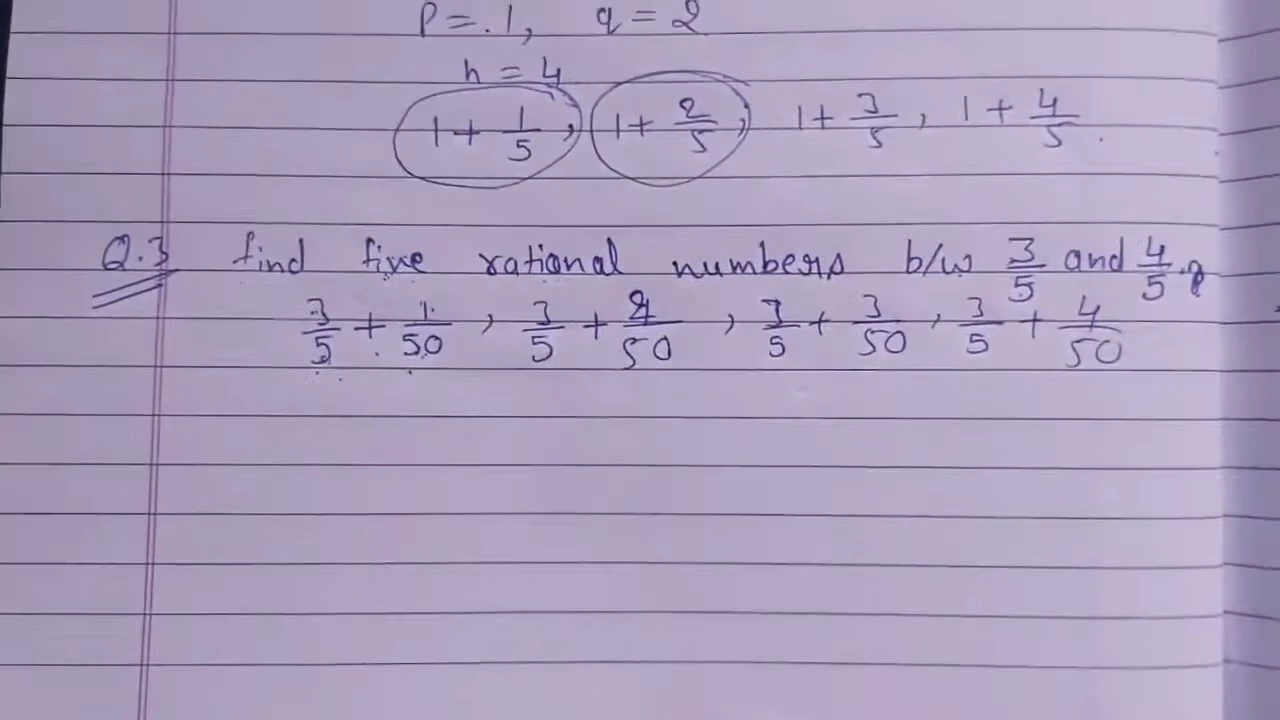 P = . 1, q = 2
h = 4
1 + 1/5, 1 + 2/5, 1 + 3/5, 1 + 4/5.
Q.3 find five rational numbers b/w 3/5 and 4/5.?
3/5 + 1/50, 3/5 + 2/50, 3/5 + 3/50, 3/5 + 4/50